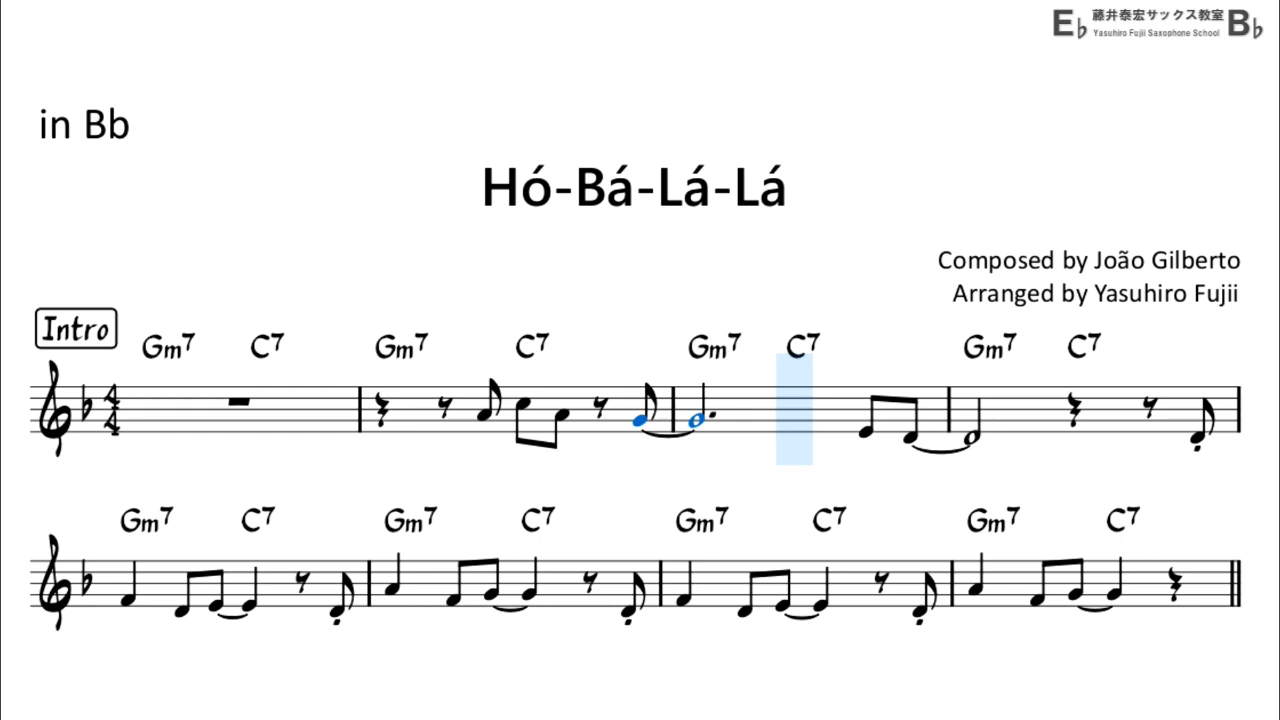 E♭ 藤井泰宏サックス教室 B♭
Yasuhiro Fujii Saxophone School
in Bb
Hó-Bá-Lá-Lá
Composed by João Gilberto
Arranged by Yasuhiro Fujii
Intro
Gm7 C7 Gm7 C7 Gm7 C7 Gm7 C7
4
4
Gm7 C7 Gm7 C7 Gm7 C7 Gm7 C7